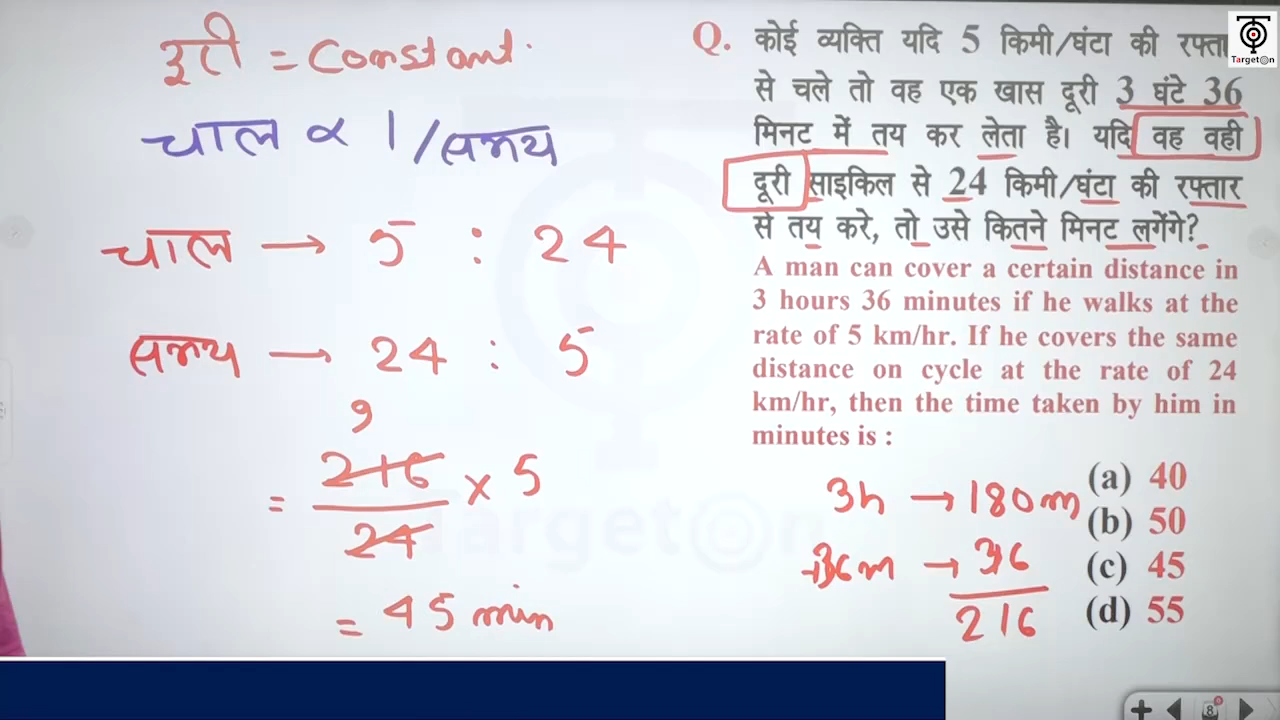 दूरी = Constant
चाल ∝ 1/समय
चाल → 5 : 24
समय → 24 : 5
9
= 216/24 × 5
= 45 min
Q. कोई व्यक्ति यदि 5 किमी/घंटा की रफ्तार
से चले तो वह एक खास दूरी 3 घंटे 36
मिनट में तय कर लेता है। यदि वह वही
दूरी साइकिल से 24 किमी/घंटा की रफ्तार
से तय करे, तो उसे कितने मिनट लगेंगे?
A man can cover a certain distance in
3 hours 36 minutes if he walks at the
rate of 5 km/hr. If he covers the same
distance on cycle at the rate of 24
km/hr, then the time taken by him in
minutes is :
(a) 40
(b) 50
(c) 45
(d) 55
3h → 180m
+36m → 36
216
TargetOn
TargetOn
8